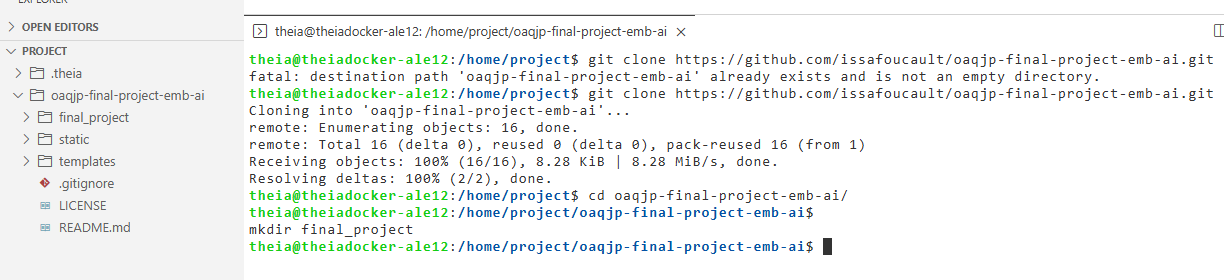 EXPLORER
OPEN EDITORS
PROJECT
.theia
oaqjp-final-project-emb-ai
final_project
static
templates
.gitignore
LICENSE
README.md
theia@theiadocker-ale12: /home/project/oaqjp-final-project-emb-ai
theia@theiadocker-ale12:/home/project$ git clone https://github.com/issafoucault/oaqjp-final-project-emb-ai.git
fatal: destination path 'oaqjp-final-project-emb-ai' already exists and is not an empty directory.
theia@theiadocker-ale12:/home/project$ git clone https://github.com/issafoucault/oaqjp-final-project-emb-ai.git
Cloning into 'oaqjp-final-project-emb-ai'...
remote: Enumerating objects: 16, done.
remote: Total 16 (delta 0), reused 0 (delta 0), pack-reused 16 (from 1)
Receiving objects: 100% (16/16), 8.28 KiB | 8.28 MiB/s, done.
Resolving deltas: 100% (2/2), done.
theia@theiadocker-ale12:/home/project$ cd oaqjp-final-project-emb-ai/
theia@theiadocker-ale12:/home/project/oaqjp-final-project-emb-ai$
mkdir final_project
theia@theiadocker-ale12:/home/project/oaqjp-final-project-emb-ai$